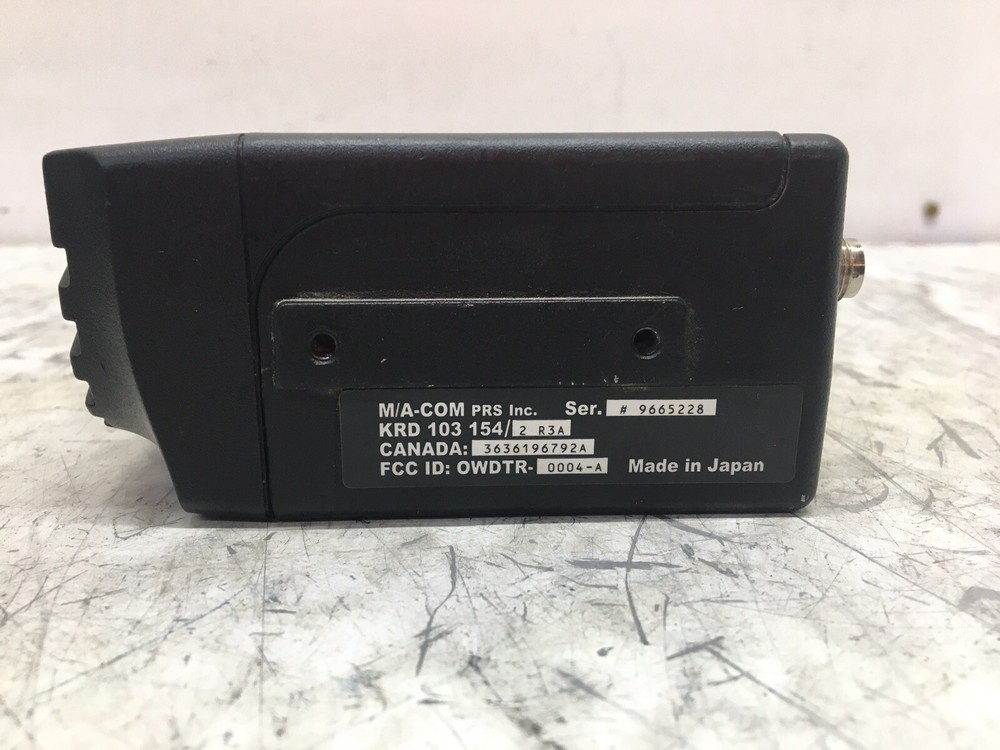 M/A-COM PRS Inc. Ser. # 9665228
KRD 103 154/2 R3A
CANADA: 3636196792A
FCC ID: OWDTR-0004-A Made in Japan